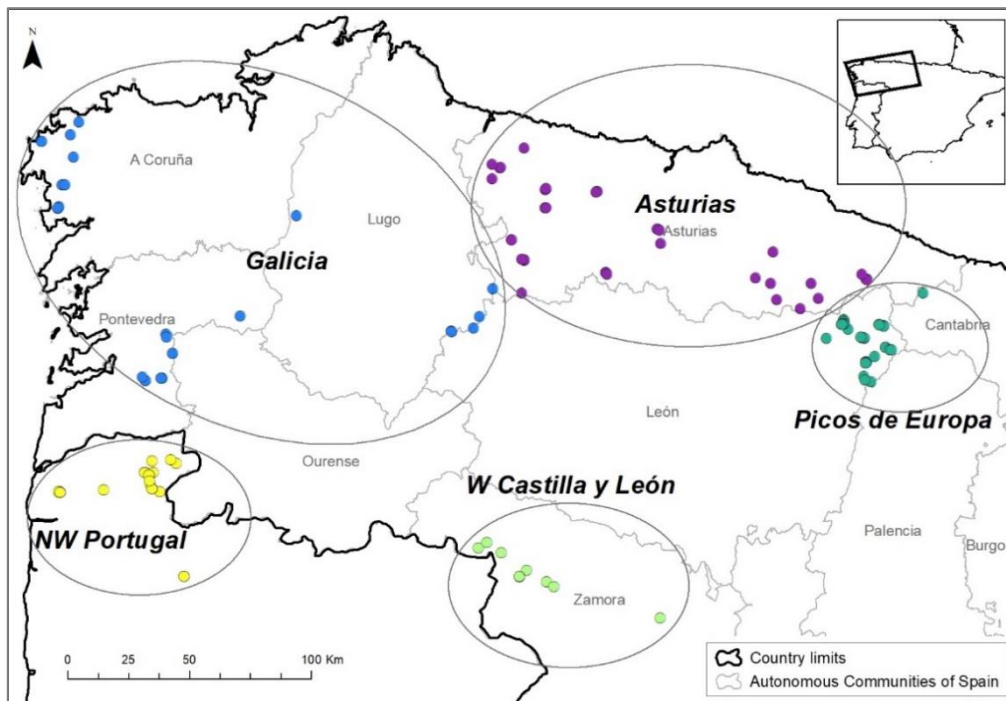 N
A Coruña
Lugo
Asturias
Asturias
Galicia
Pontevedra
Cantabria
León
Picos de Europa
Ourense
W Castilla y León
NW Portugal
Palencia
Burgo
Zamora
0 25 50 100 Km
Country limits
Autonomous Communities of Spain